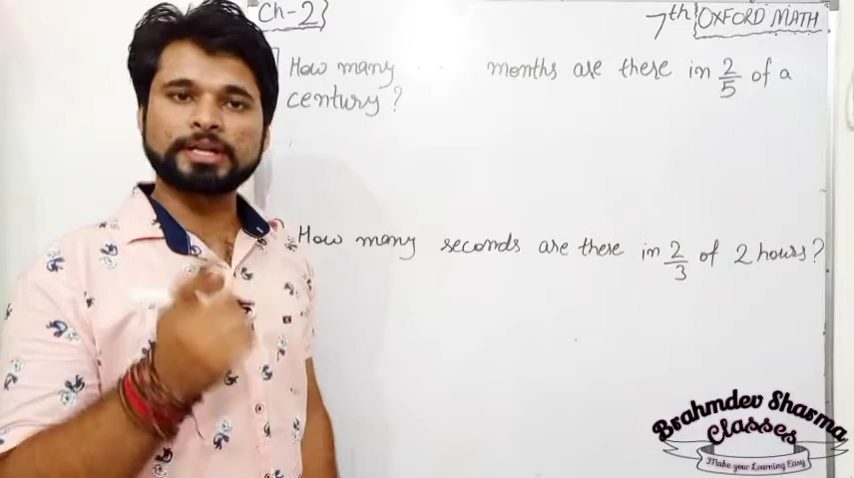 Ch-2
7th OXFORD MATH
How many months are there in 2/5 of a
century?
How many seconds are there in 2/3 of 2 hours?
Brahmdev Sharma
Classes
Make your Learning Easy